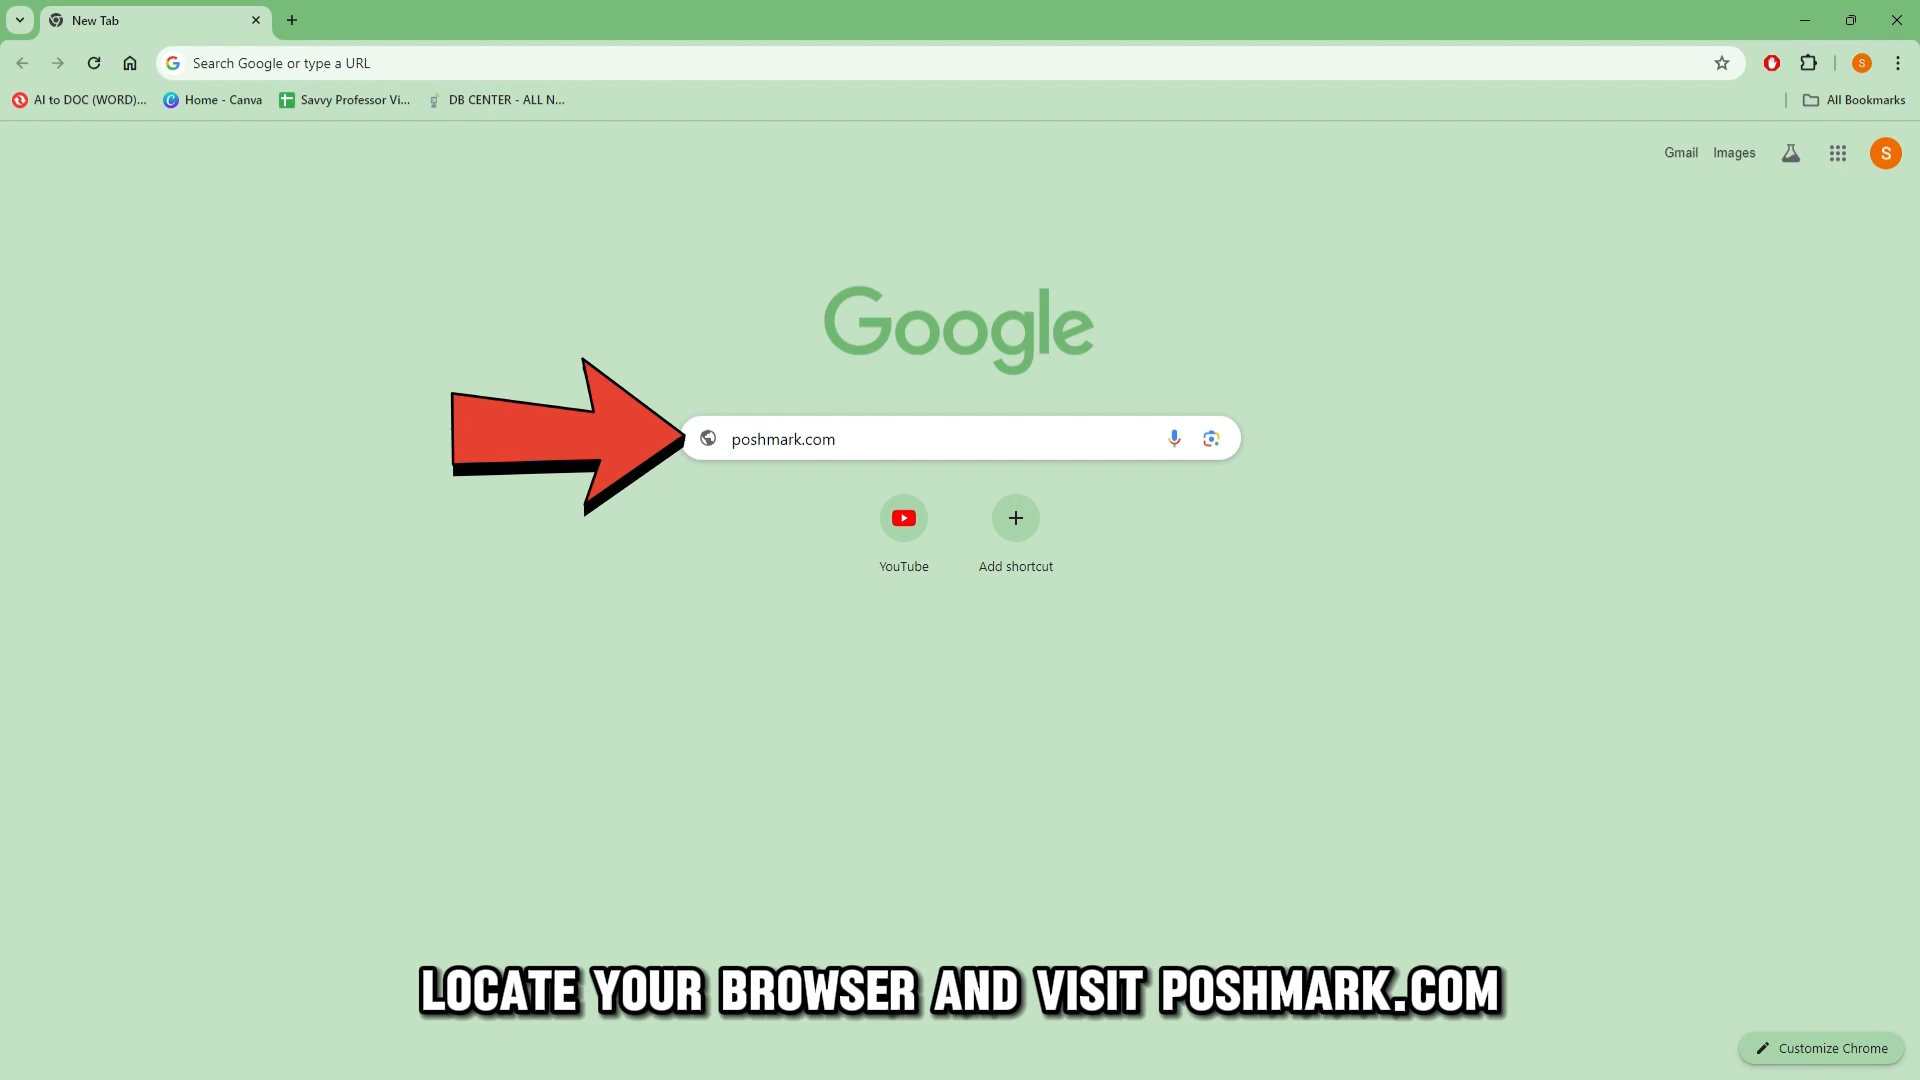 New Tab
Search Google or type a URL
AI to DOC (WORD)...
Home - Canva
Savvy Professor Vi...
DB CENTER - ALL N...
All Bookmarks
S
Gmail
Images
S
Google
poshmark.com
YouTube
Add shortcut
LOCATE YOUR BROWSER AND VISIT POSHMARK.COM
Customize Chrome